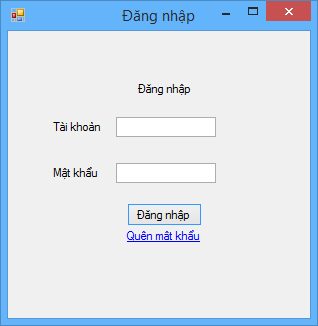 Đăng nhập
Đăng nhập
Tài khoản
Mật khẩu
Đăng nhập
Quên mật khẩu